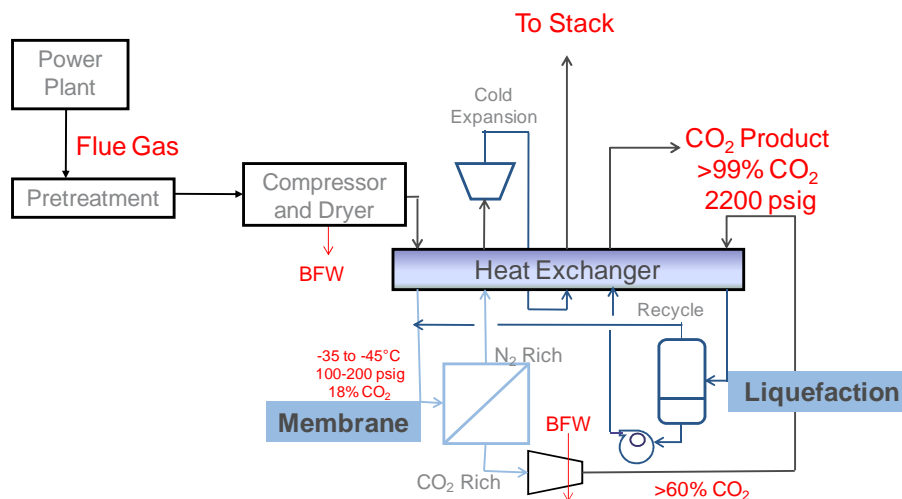 To Stack
Power
Plant
Cold
Expansion
Flue Gas
CO₂ Product
>99% CO₂
2200 psig
Pretreatment
Compressor
and Dryer
BFW
Heat Exchanger
Recycle
-35 to -45°C
100-200 psig
18% CO₂
N₂ Rich
Membrane
Liquefaction
BFW
CO₂ Rich
>60% CO₂